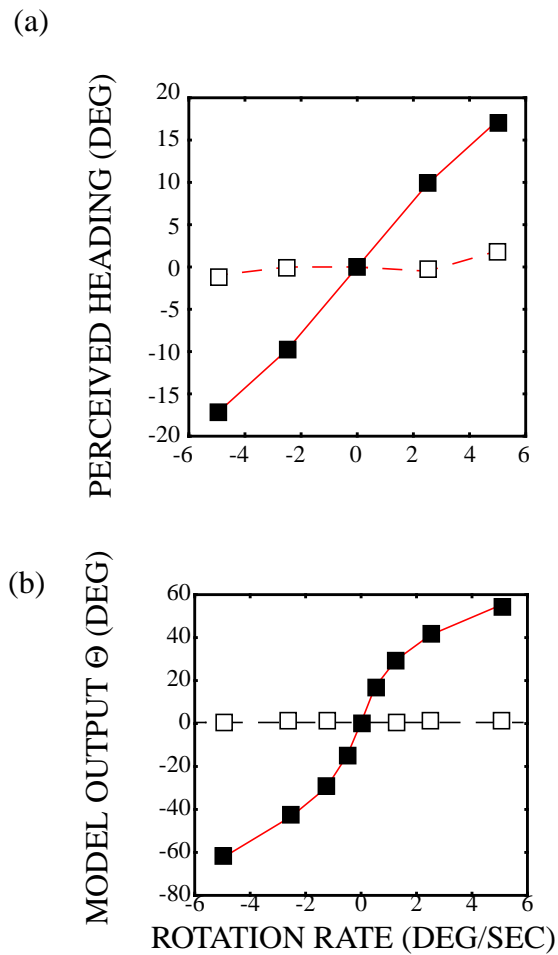 (a)
PERCEIVED HEADING (DEG)
20
15
10
5
0
-5
-10
-15
-20
-6 -4 -2 0 2 4 6
(b)
MODEL OUTPUT Θ (DEG)
60
40
20
0
-20
-40
-60
-80
-6 -4 -2 0 2 4 6
ROTATION RATE (DEG/SEC)